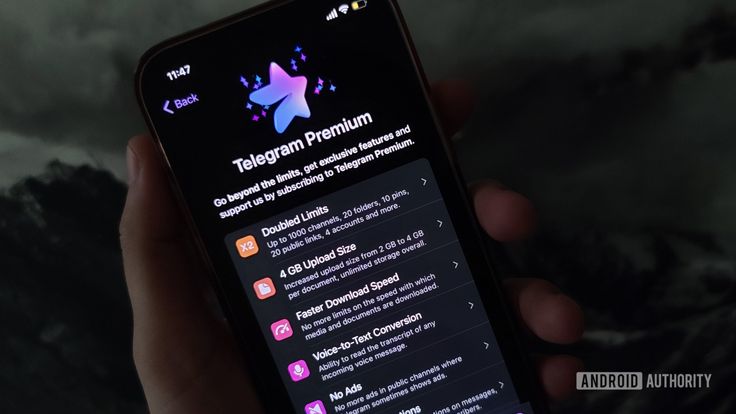 11:47
Back
Telegram Premium
Go beyond the limits, get exclusive features and
support us by subscribing to Telegram Premium.
X2
Doubled Limits
Up to 1000 channels, 20 folders, 10 pins,
20 public links, 4 accounts and more.
4 GB Upload Size
Increased upload size from 2 GB to 4 GB
per document, unlimited storage overall.
Faster Download Speed
No more limits on the speed with which
media and documents are downloaded.
Voice-to-Text Conversion
Ability to read the transcript of any
incoming voice message.
No Ads
No more ads in public channels where
sometimes shows ads.
on messages,
ANDROID AUTHORITY